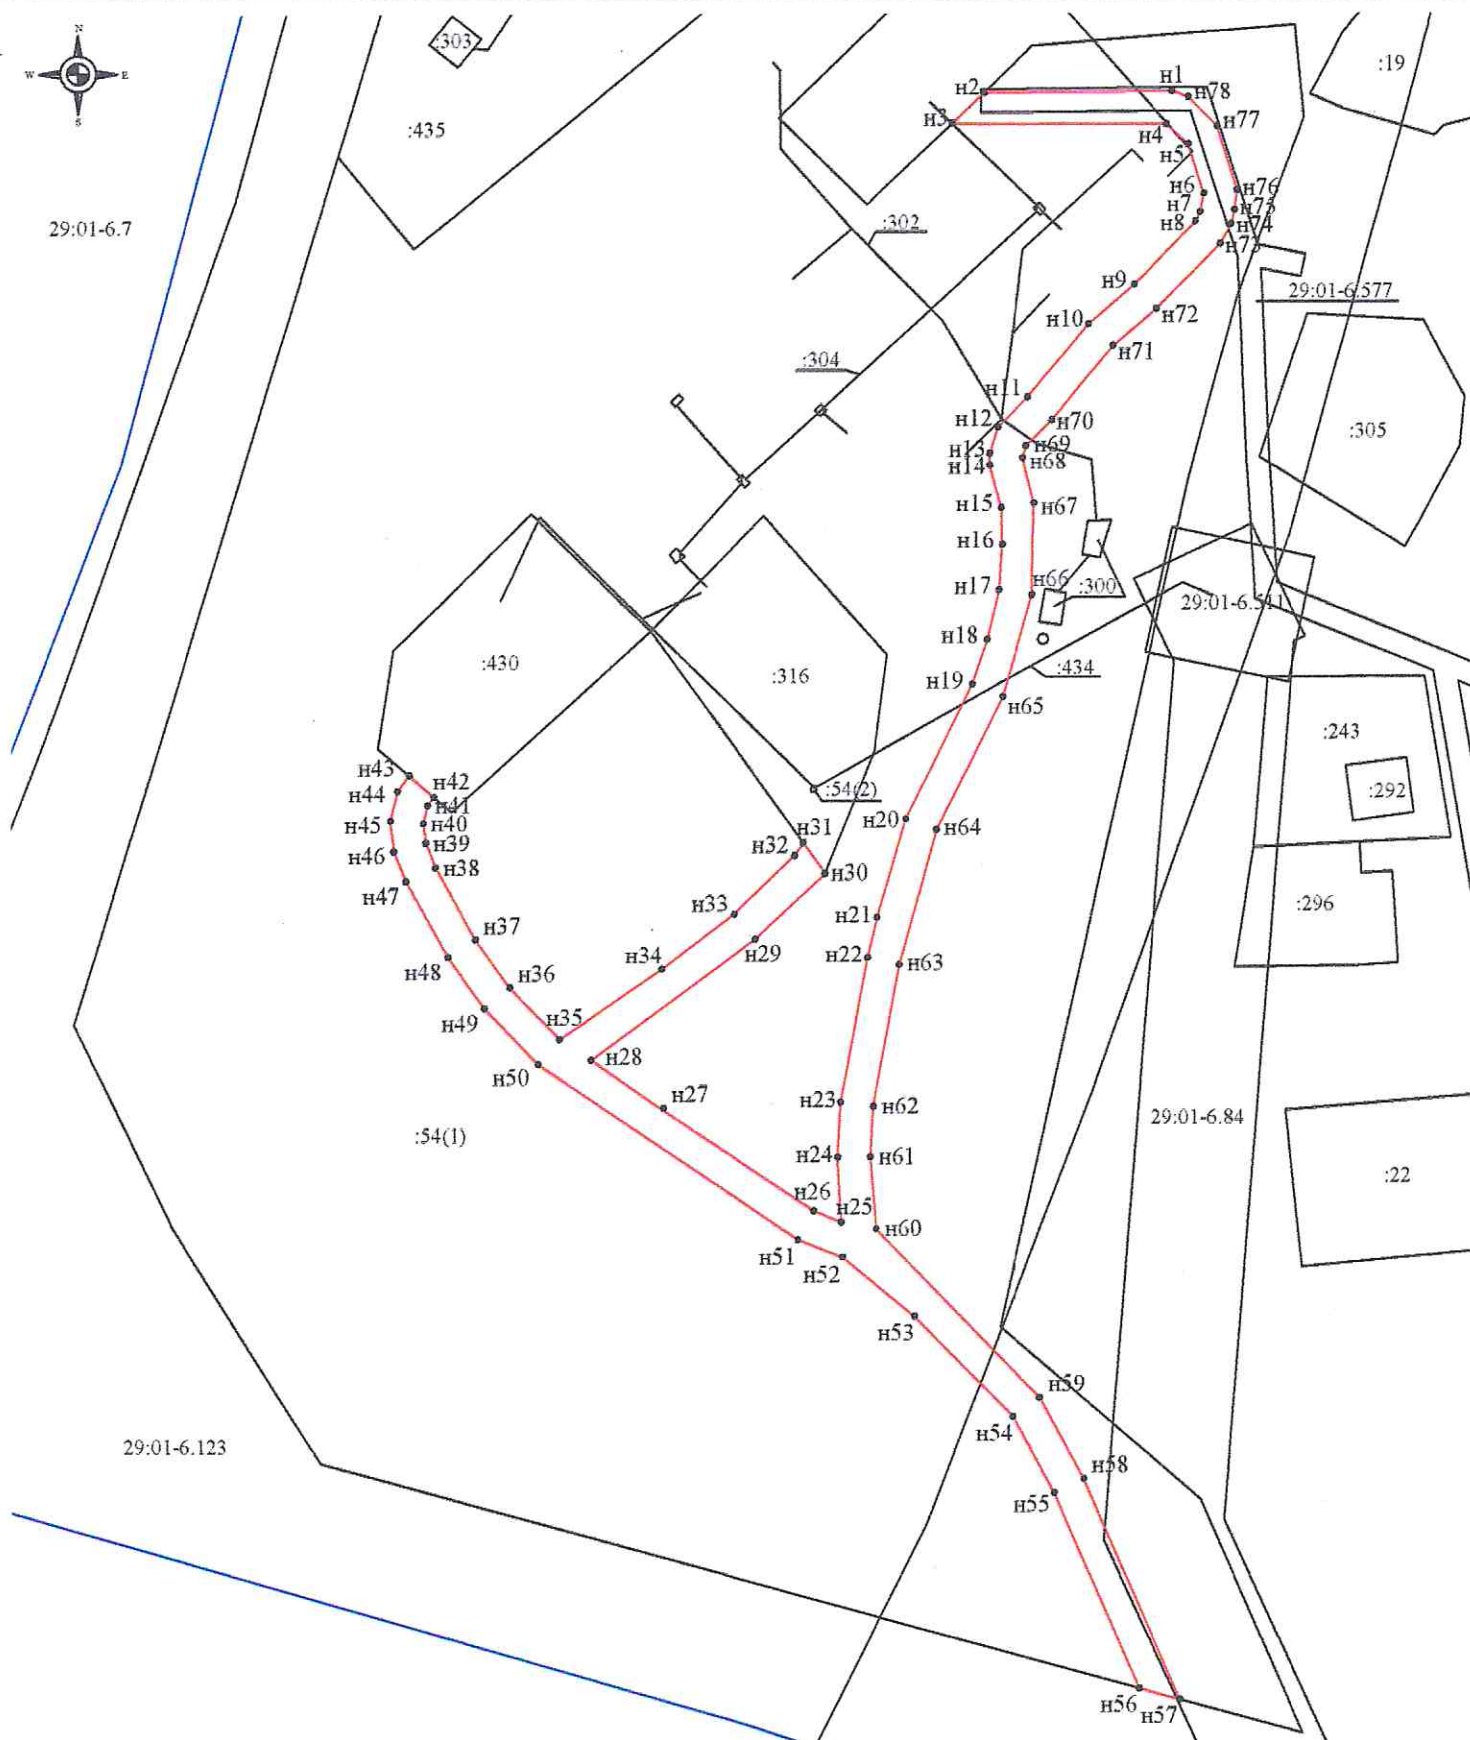 N
W E
S
:303
:19
:435
н1
н2
н78
н3
н77
н4
н5
н6
н76
н7
н75
н8
н74
н73
29:01-6.7
:302
н9
29:01-6.577
н10
н72
н71
:304
н11
н12
н70
:305
н13
н69
н14
н68
н15
н67
н16
н17
н66
:300
29:01-6.511
н18
:430
:316
н19
:434
н65
:243
н43
н42
н44
н41
:54(2)
:292
н45
н40
н20
н64
н46
н39
н31
н32
н38
н30
н47
н33
н21
:296
н37
н29
н22
н63
н48
н34
н36
н49
н35
н28
н50
н27
н23
н62
29:01-6.84
:54(1)
н24
н61
:22
н26
н25
н60
н51
н52
н53
н59
н54
29:01-6.123
н58
н55
н56
н57